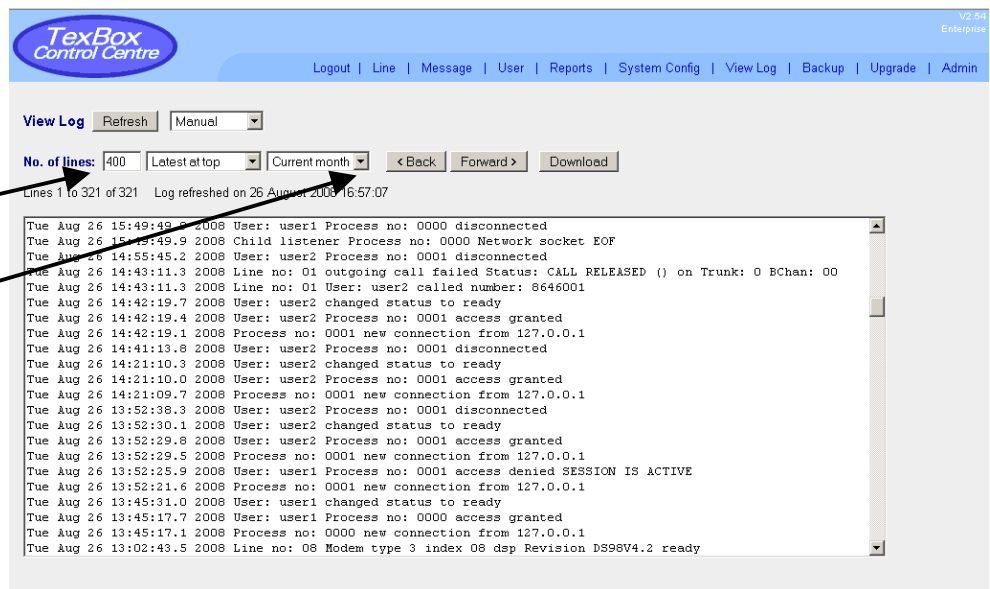 V2.54
Enterprise
TexBox
Control Centre
Logout | Line | Message | User | Reports | System Config | View Log | Backup | Upgrade | Admin
View Log Refresh Manual
No. of lines: 400 Latest at top Current month < Back Forward > Download
Lines 1 to 321 of 321 Log refreshed on 26 August 2008 16:57:07
Tue Aug 26 15:49:49.9 2008 User: user1 Process no: 0000 disconnected
Tue Aug 26 15:49:49.9 2008 Child listener Process no: 0000 Network socket EOF
Tue Aug 26 14:55:45.2 2008 User: user2 Process no: 0001 disconnected
Tue Aug 26 14:43:11.3 2008 Line no: 01 outgoing call failed Status: CALL RELEASED () on Trunk: 0 BChan: 00
Tue Aug 26 14:43:11.3 2008 Line no: 01 User: user2 called number: 8646001
Tue Aug 26 14:42:19.7 2008 User: user2 changed status to ready
Tue Aug 26 14:42:19.4 2008 User: user2 Process no: 0001 access granted
Tue Aug 26 14:42:19.1 2008 Process no: 0001 new connection from 127.0.0.1
Tue Aug 26 14:41:13.8 2008 User: user2 Process no: 0001 disconnected
Tue Aug 26 14:21:10.3 2008 User: user2 changed status to ready
Tue Aug 26 14:21:10.0 2008 User: user2 Process no: 0001 access granted
Tue Aug 26 14:21:09.7 2008 Process no: 0001 new connection from 127.0.0.1
Tue Aug 26 13:52:38.3 2008 User: user2 Process no: 0001 disconnected
Tue Aug 26 13:52:30.1 2008 User: user2 changed status to ready
Tue Aug 26 13:52:29.8 2008 User: user2 Process no: 0001 access granted
Tue Aug 26 13:52:29.5 2008 Process no: 0001 new connection from 127.0.0.1
Tue Aug 26 13:52:25.9 2008 User: user1 Process no: 0001 access denied SESSION IS ACTIVE
Tue Aug 26 13:52:21.6 2008 Process no: 0001 new connection from 127.0.0.1
Tue Aug 26 13:45:31.0 2008 User: user1 changed status to ready
Tue Aug 26 13:45:17.7 2008 User: user1 Process no: 0000 access granted
Tue Aug 26 13:45:17.1 2008 Process no: 0000 new connection from 127.0.0.1
Tue Aug 26 13:02:43.5 2008 Line no: 08 Modem type 3 index 08 dsp Revision DS98V4.2 ready